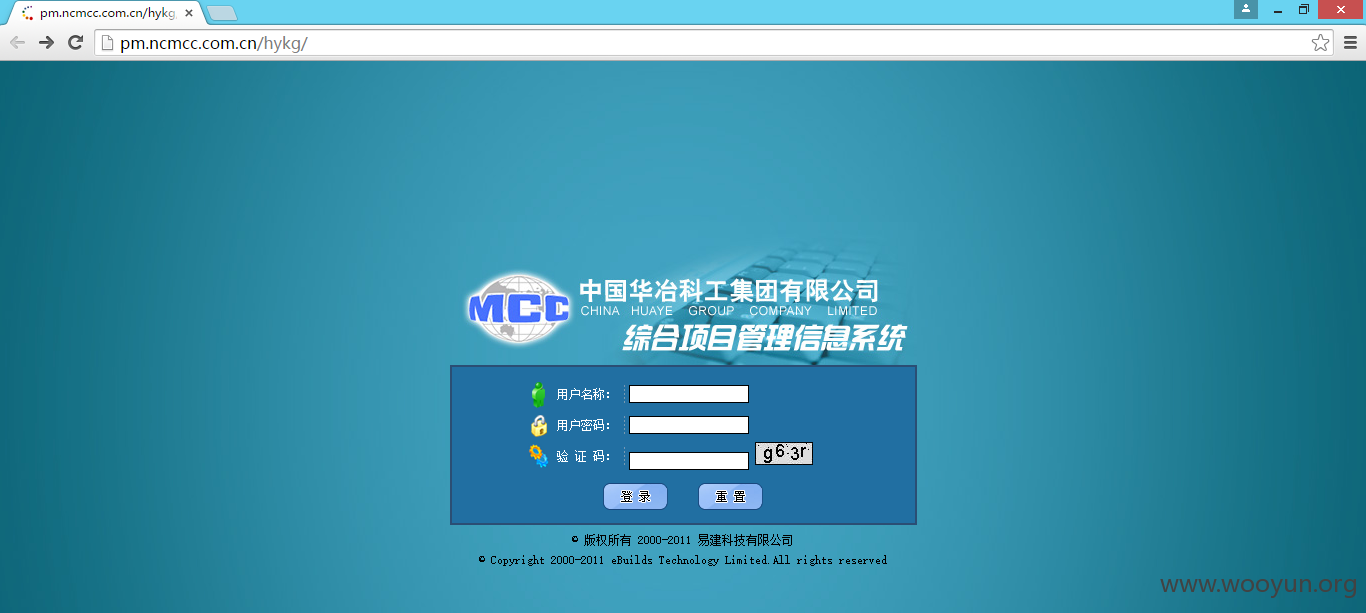 pm.ncmcc.com.cn/hykg
pm.ncmcc.com.cn/hykg/
MCC
中国华冶科工集团有限公司
CHINA HUAYE GROUP COMPANY LIMITED
综合项目管理信息系统
用户名称：
用户密码：
验 证 码：
g63r
登 录 重 置
© 版权所有 2000-2011 易建科技有限公司
© Copyright 2000-2011 eBuilds Technology Limited.All rights reserved
www.wooyun.org